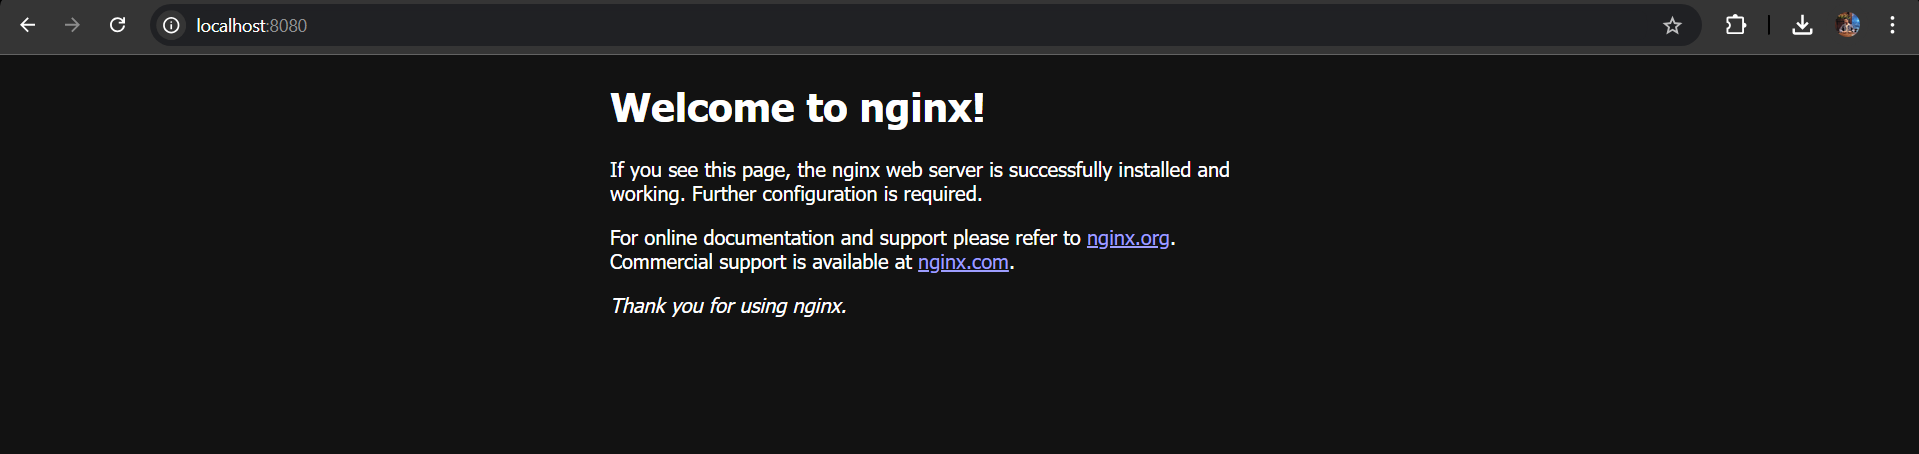 localhost:8080
Welcome to nginx!
If you see this page, the nginx web server is successfully installed and
working. Further configuration is required.
For online documentation and support please refer to nginx.org.
Commercial support is available at nginx.com.
Thank you for using nginx.